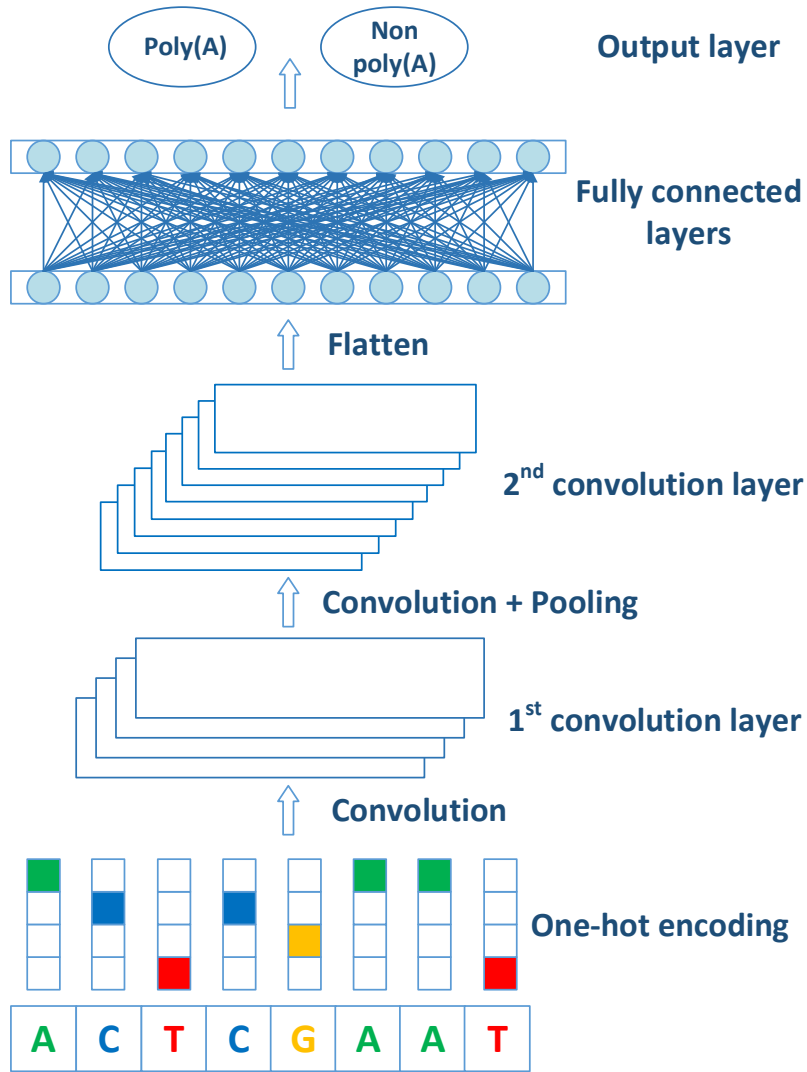 Poly(A)
Non
poly(A)
Output layer
Fully connected
layers
Flatten
2nd convolution layer
Convolution + Pooling
1st convolution layer
Convolution
One-hot encoding
A C T C G A A T